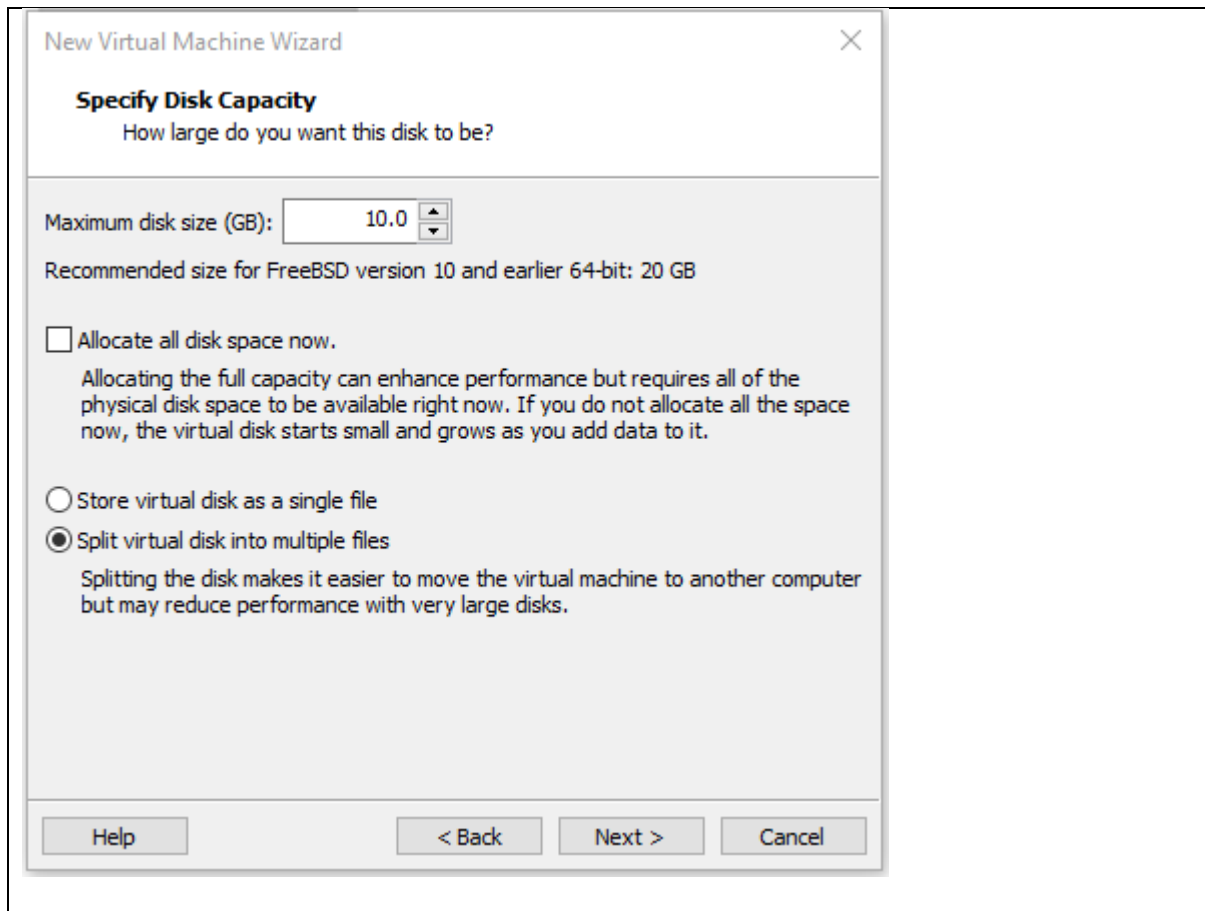 New Virtual Machine Wizard
Specify Disk Capacity
How large do you want this disk to be?
Maximum disk size (GB): 10.0
Recommended size for FreeBSD version 10 and earlier 64-bit: 20 GB
Allocate all disk space now.
Allocating the full capacity can enhance performance but requires all of the
physical disk space to be available right now. If you do not allocate all the space
now, the virtual disk starts small and grows as you add data to it.
Store virtual disk as a single file
Split virtual disk into multiple files
Splitting the disk makes it easier to move the virtual machine to another computer
but may reduce performance with very large disks.
Help < Back Next > Cancel